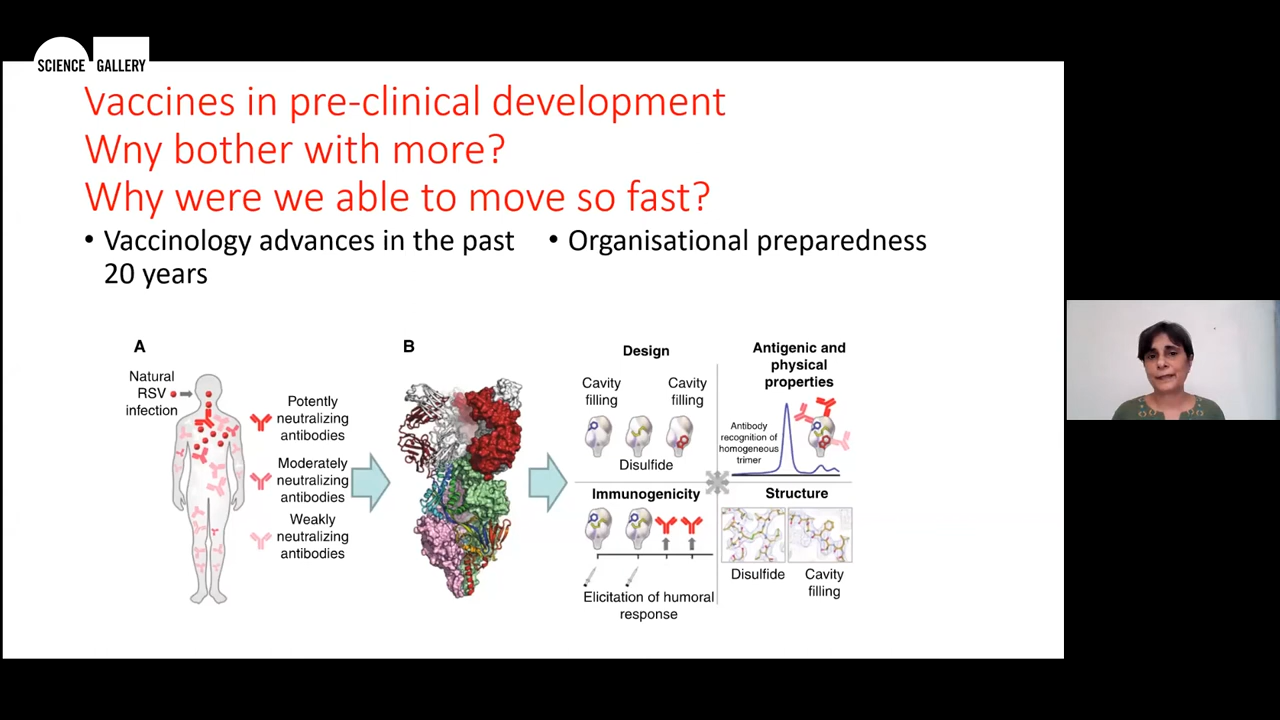 SCIENCE GALLERY
Vaccines in pre-clinical development
Wny bother with more?
Why were we able to move so fast?
• Vaccinology advances in the past
20 years
• Organisational preparedness
A
Natural
RSV
infection
Potently
neutralizing
antibodies
Moderately
neutralizing
antibodies
Weakly
neutralizing
antibodies
B
Design
Cavity
filling
Cavity
filling
Disulfide
Antigenic and
physical
properties
Antibody
recognition of
homogeneous
trimer
Immunogenicity
Elicitation of humoral
response
Structure
Disulfide
Cavity
filling